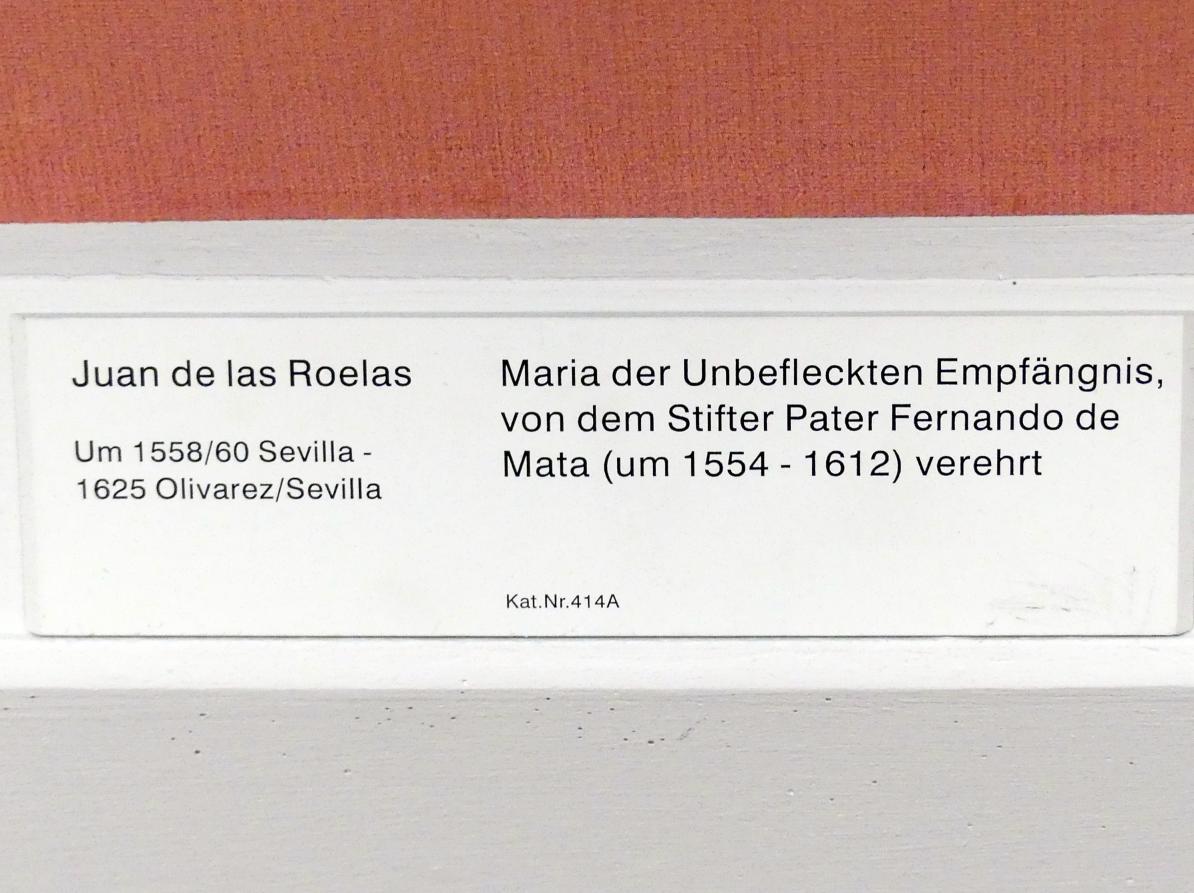 Juan de las Roelas
Um 1558/60 Sevilla -
1625 Olivarez/Sevilla
Maria der Unbefleckten Empfängnis,
von dem Stifter Pater Fernando de
Mata (um 1554 - 1612) verehrt
Kat.Nr.414A